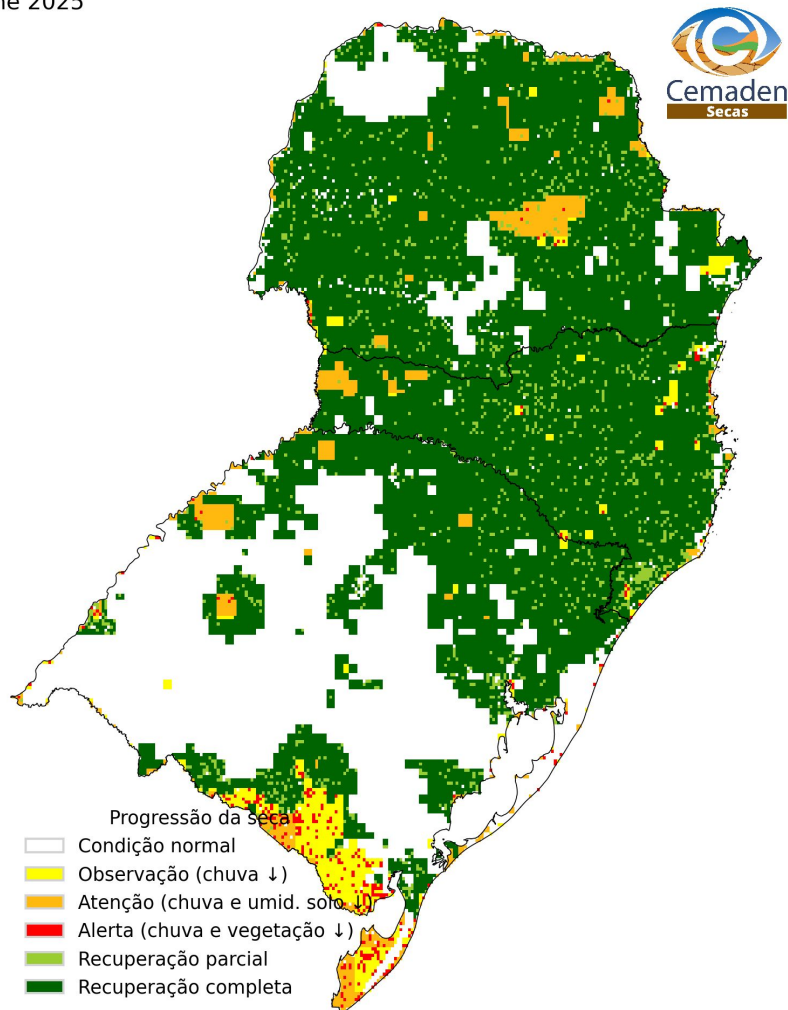 2025
Cemaden
Secas
Progressão da seca
Condição normal
Observação (chuva ↓)
Atenção (chuva e umid. solo ↓)
Alerta (chuva e vegetação ↓)
Recuperação parcial
Recuperação completa